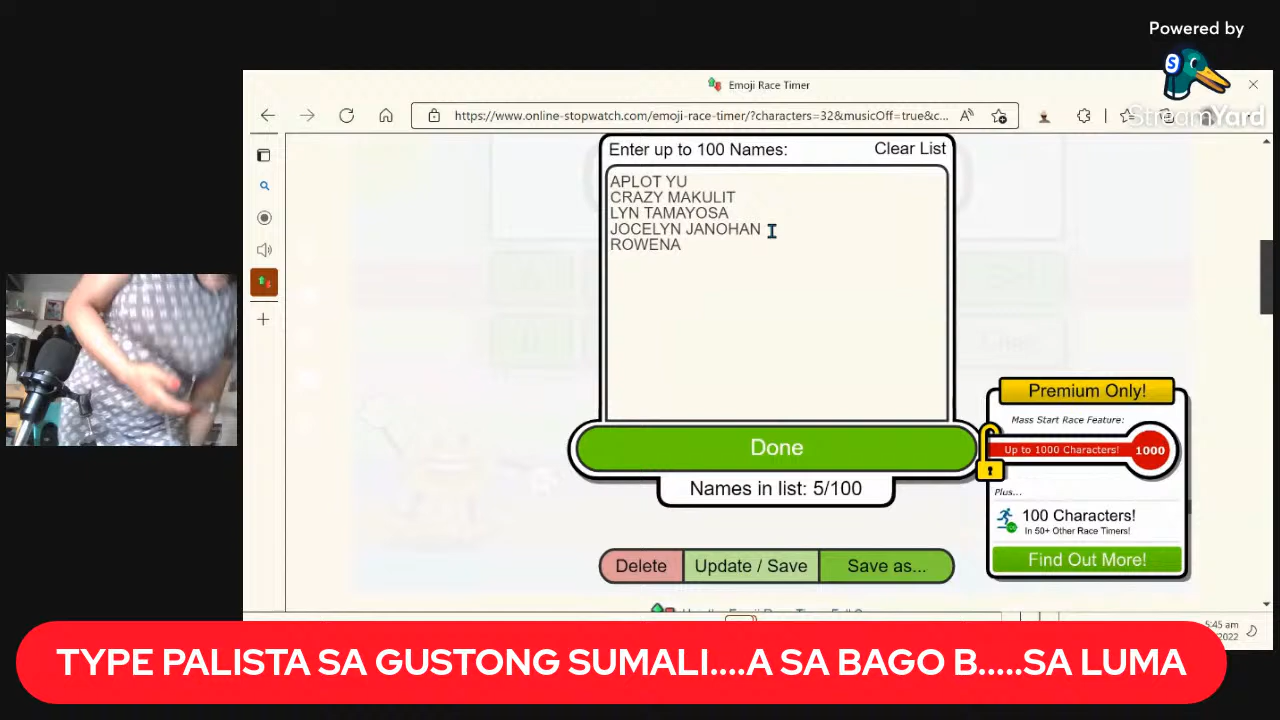 Powered by
StreamYard
Emoji Race Timer
https://www.online-stopwatch.com/emoji-race-timer/?characters=32&musicOff=true&c...
Enter up to 100 Names:
Clear List
APLOT YU
CRAZY MAKULIT
LYN TAMAYOSA
JOCELYN JANOHAN
ROWENA
Done
Names in list: 5/100
Delete
Update / Save
Save as...
Premium Only!
Mass Start Race Feature:
Up to 1000 Characters!
1000
Plus...
100 Characters!
In 50+ Other Race Timers!
Find Out More!
5:45 am
2022
TYPE PALISTA SA GUSTONG SUMALI....A SA BAGO B.....SA LUMA